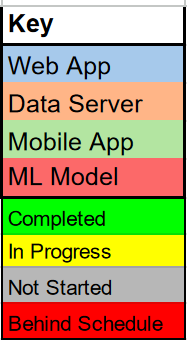 Key
Web App
Data Server
Mobile App
ML Model
Completed
In Progress
Not Started
Behind Schedule